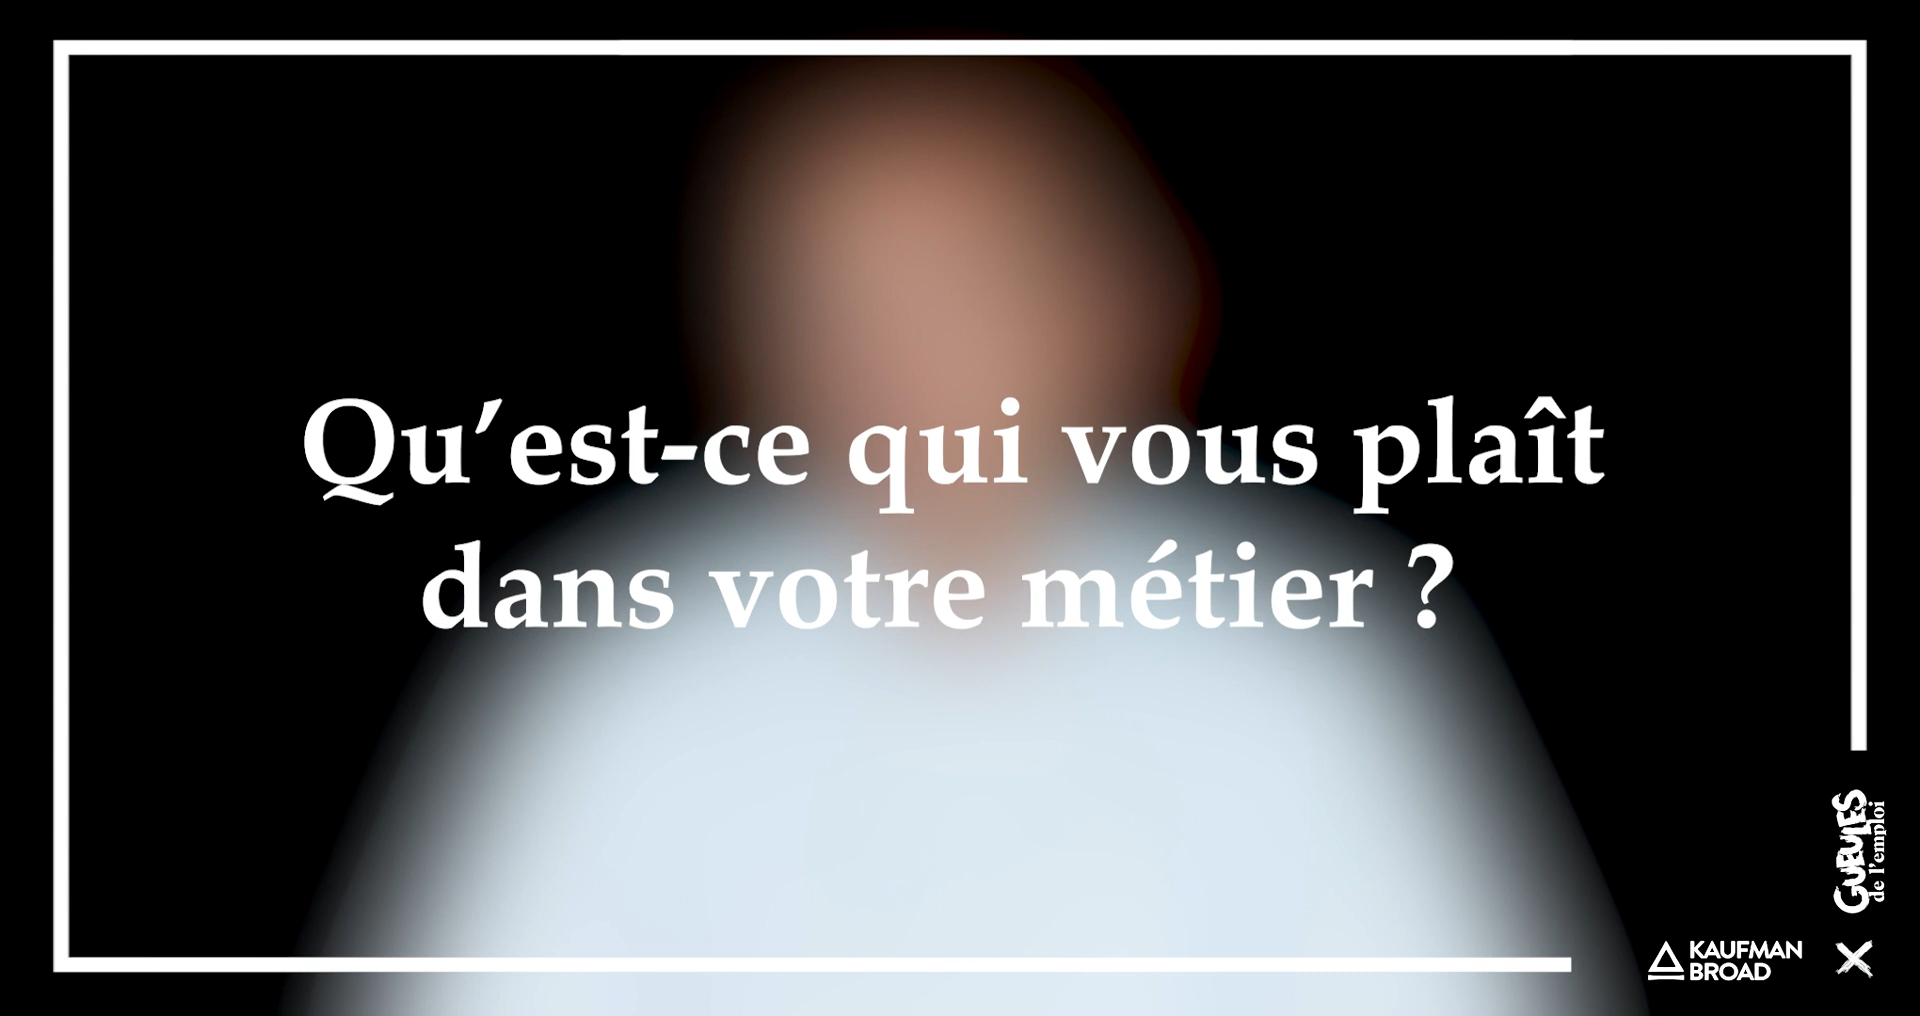 Qu’est-ce qui vous plaît
dans votre métier ?
GUEULES
de l'emploi
X
KAUFMAN
BROAD